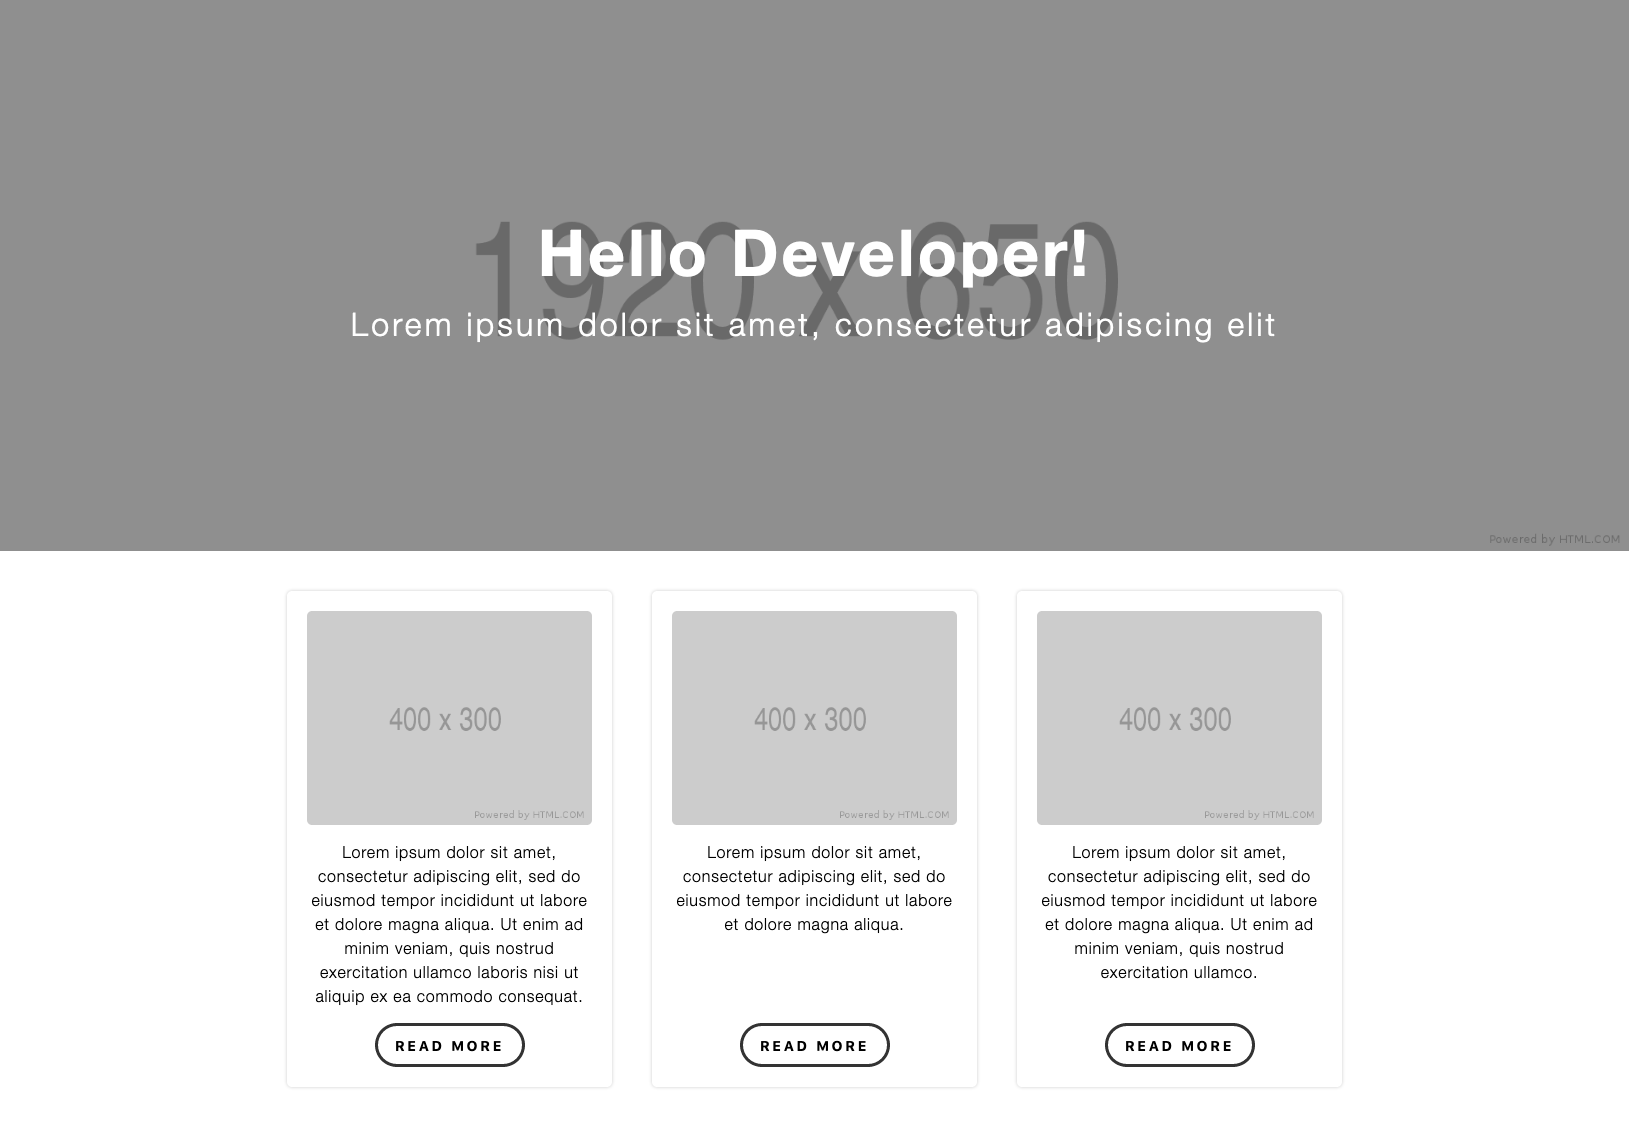 1920 x 650
Hello Developer!
Lorem ipsum dolor sit amet, consectetur adipiscing elit
Powered by HTML.COM
400 x 300
Powered by HTML.COM
Lorem ipsum dolor sit amet,
consectetur adipiscing elit, sed do
eiusmod tempor incididunt ut labore
et dolore magna aliqua. Ut enim ad
minim veniam, quis nostrud
exercitation ullamco laboris nisi ut
aliquip ex ea commodo consequat.
READ MORE
400 x 300
Powered by HTML.COM
Lorem ipsum dolor sit amet,
consectetur adipiscing elit, sed do
eiusmod tempor incididunt ut labore
et dolore magna aliqua.
READ MORE
400 x 300
Powered by HTML.COM
Lorem ipsum dolor sit amet,
consectetur adipiscing elit, sed do
eiusmod tempor incididunt ut labore
et dolore magna aliqua. Ut enim ad
minim veniam, quis nostrud
exercitation ullamco.
READ MORE